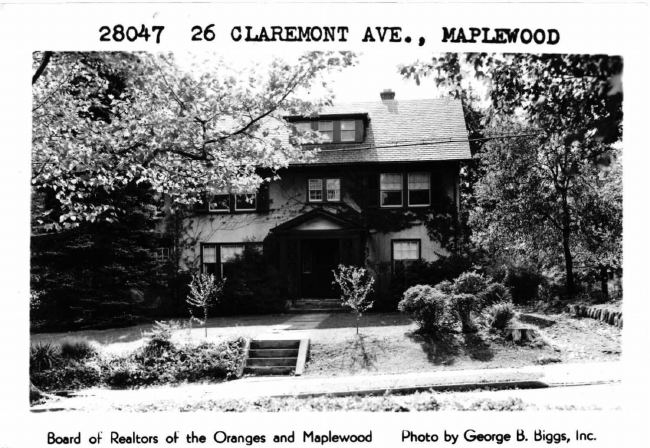 28047 26 CLAREMONT AVE., MAPLEWOOD
Board of Realtors of the Oranges and Maplewood Photo by George B. Biggs, Inc.